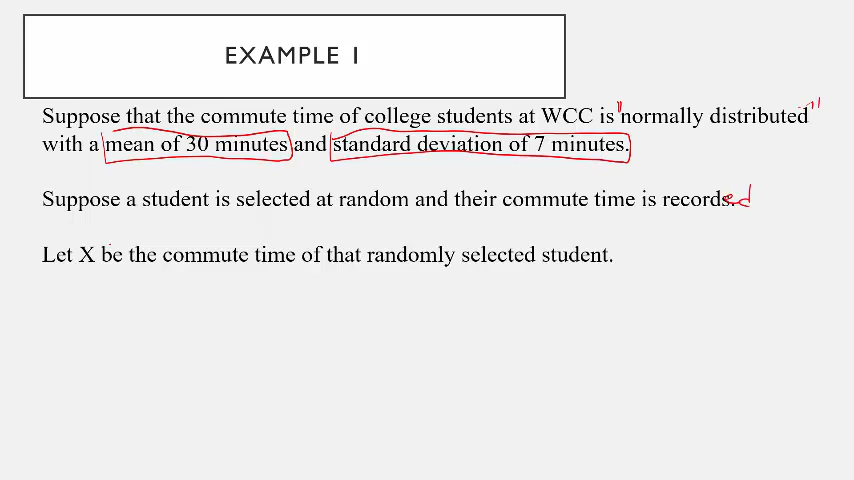 EXAMPLE 1
Suppose that the commute time of college students at WCC is "normally distributed"
with a mean of 30 minutes and standard deviation of 7 minutes.
Suppose a student is selected at random and their commute time is records.ed
Let X be the commute time of that randomly selected student.